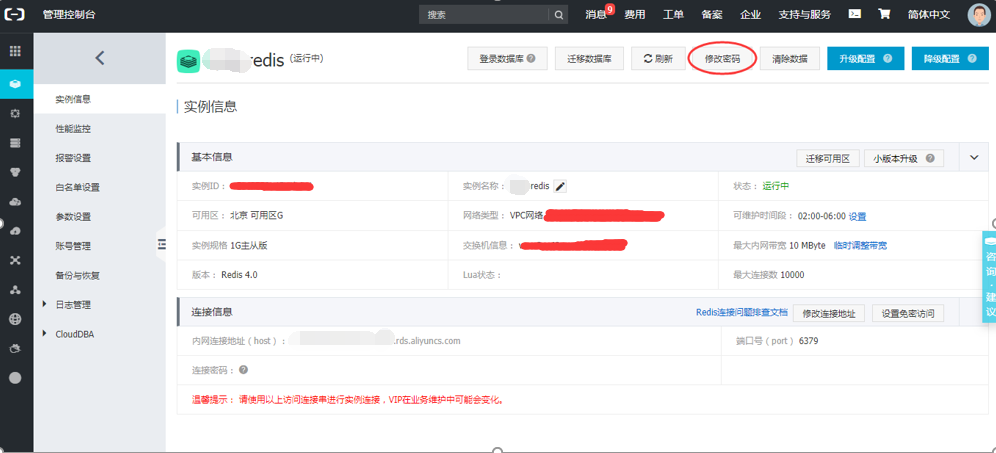 管理控制台 搜索 消息 9 费用 工单 备案 企业 支持与服务 简体中文
redis (运行中) 登录数据库 ? 迁移数据库 刷新 修改密码 清除数据 升级配置 ? 降级配置 ?
实例信息
性能监控
报警设置
白名单设置
参数设置
账号管理
备份与恢复
日志管理
CloudDBA
实例信息
基本信息 迁移可用区 小版本升级 ?
实例ID： 实例名称： redis 状态： 运行中
可用区： 北京 可用区G 网络类型： VPC网络 可维护时间段： 02:00-06:00 设置
实例规格 1G主从版 交换机信息： 最大内网带宽 10 MByte 临时调整带宽
版本： Redis 4.0 Lua状态： 最大连接数 10000
连接信息 Redis连接问题排查文档 修改连接地址 设置免密访问
内网连接地址（host）： .rds.aliyuncs.com 端口号（port） 6379
连接密码： ?
温馨提示： 请使用以上访问连接串进行实例连接，VIP在业务维护中可能会变化。
咨询·建议